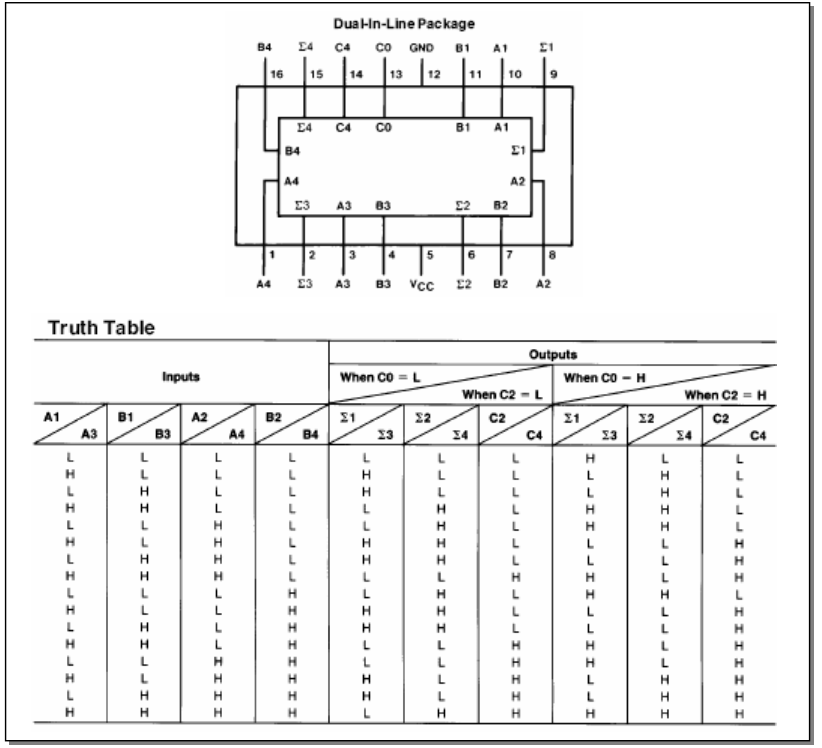 Dual-In-Line Package
B4 Σ4 C4 C0 GND B1 A1 Σ1
16 15 14 13 12 11 10 9
Σ4 C4 C0 B1 A1
B4 Σ1
A4 A2
Σ3 A3 B3 Σ2 B2
1 2 3 4 5 6 7 8
A4 Σ3 A3 B3 VCC Σ2 B2 A2
Truth Table
Outputs
Inputs
When C0 = L When C0 – H
When C2 = L When C2 = H
A1 B1 A2 B2 Σ1 Σ2 C2 Σ1 Σ2 C2
A3 B3 A4 B4 Σ3 Σ4 C4 Σ3 Σ4 C4
L L L L L L L H L L
H L L L H L L L H L
L H L L H L L L H L
H H L L L H L H H L
L L H L L H L H H L
H L H L H H L L L H
L H H L H H L L L H
H H H L L L H H L H
L L L H L H L H H L
H L L H H H L L L H
L H L H H H L L L H
H H L H L L H H L H
L L H H L L H H L H
H L H H H L H L H H
L H H H H L H L H H
H H H H L H H H H H